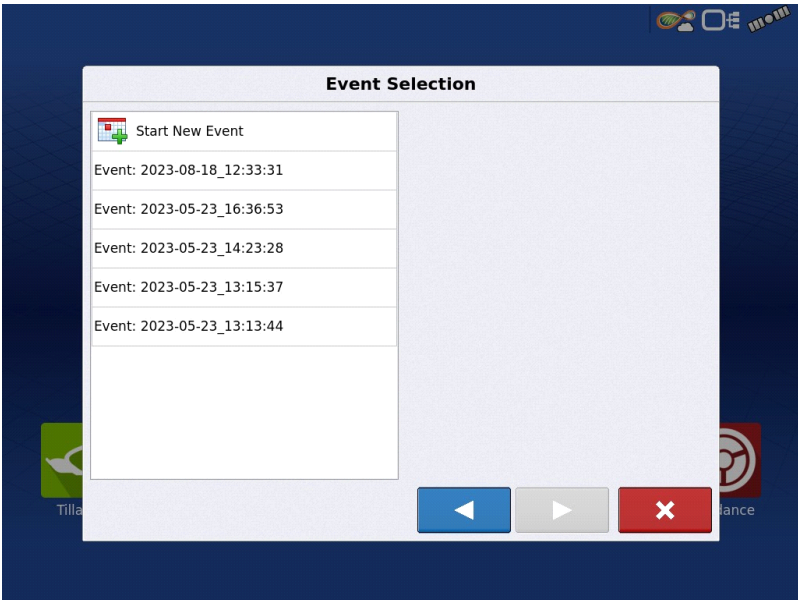 Event Selection
Start New Event
Event: 2023-08-18_12:33:31
Event: 2023-05-23_16:36:53
Event: 2023-05-23_14:23:28
Event: 2023-05-23_13:15:37
Event: 2023-05-23_13:13:44
Tilla
dance